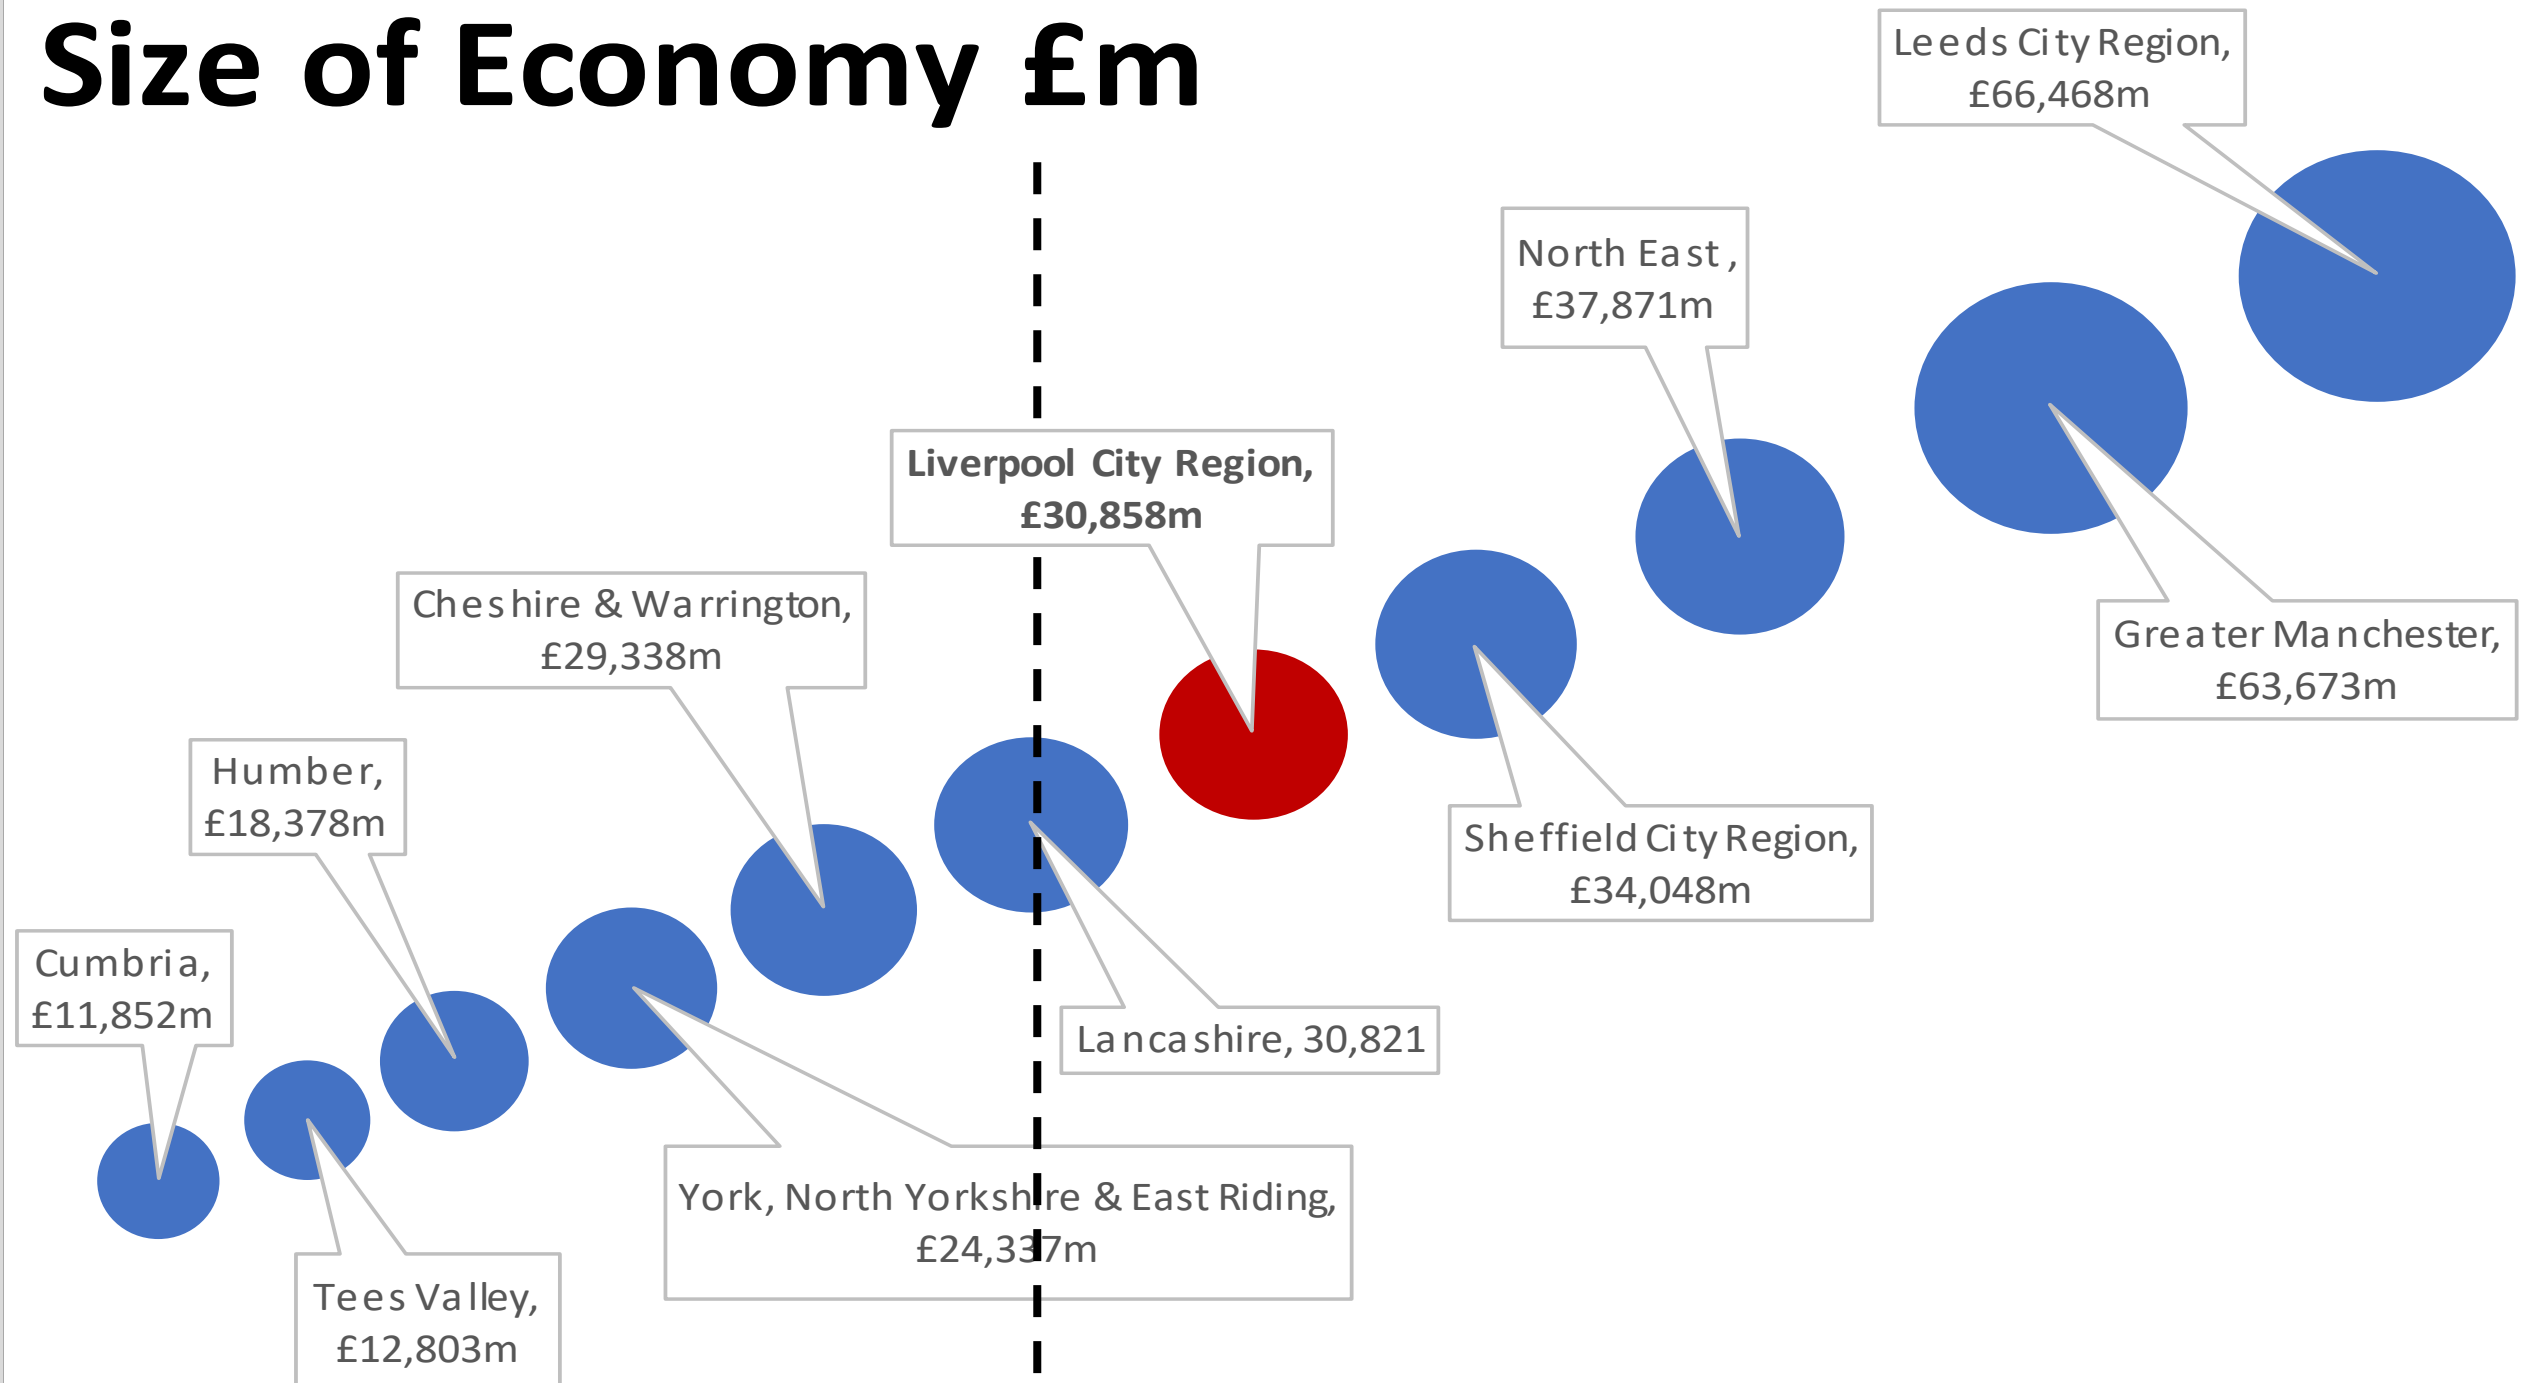 Size of Economy £m
Leeds City Region,
£66,468m
North East ,
£37,871m
Liverpool City Region,
£30,858m
Cheshire & Warrington,
£29,338m
Greater Manchester,
£63,673m
Humber,
£18,378m
Sheffield City Region,
£34,048m
Cumbria,
£11,852m
Lancashire, 30,821
York, North Yorkshire & East Riding,
£24,337m
Tees Valley,
£12,803m